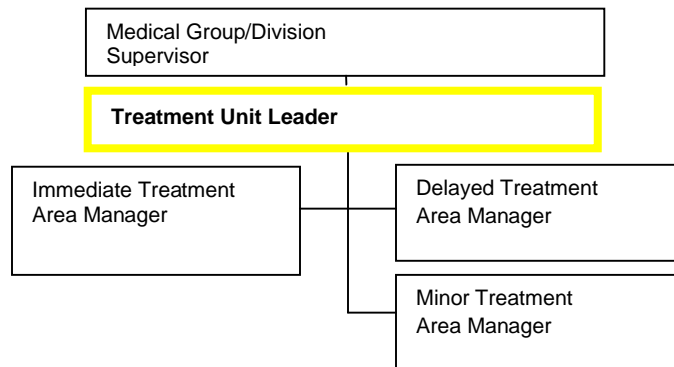 Medical Group/Division
Supervisor
Treatment Unit Leader
Immediate Treatment
Area Manager
Delayed Treatment
Area Manager
Minor Treatment
Area Manager